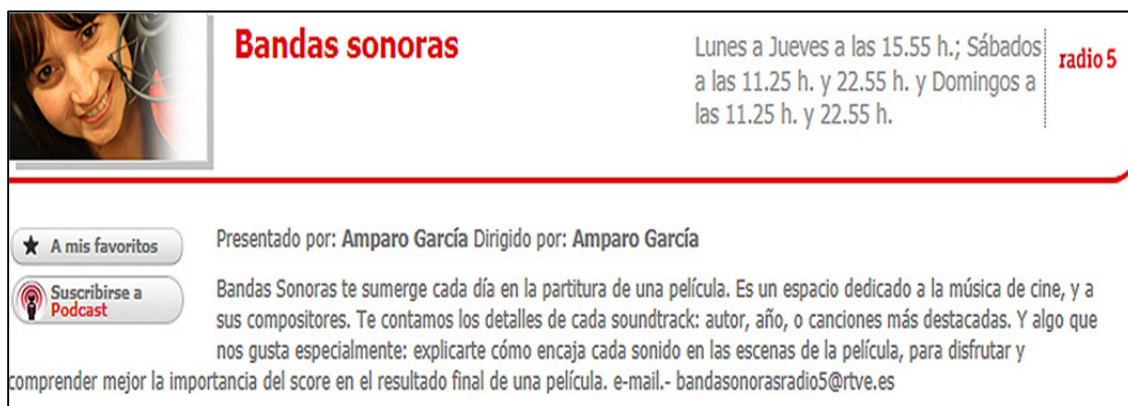 Bandas sonoras
Lunes a Jueves a las 15.55 h.; Sábados
a las 11.25 h. y 22.55 h. y Domingos a
las 11.25 h. y 22.55 h.
radio 5
A mis favoritos
Suscribirse a
Podcast
Presentado por: Amparo García Dirigido por: Amparo García
Bandas Sonoras te sumerge cada día en la partitura de una película. Es un espacio dedicado a la música de cine, y a
sus compositores. Te contamos los detalles de cada soundtrack: autor, año, o canciones más destacadas. Y algo que
nos gusta especialmente: explicarte cómo encaja cada sonido en las escenas de la película, para disfrutar y
comprender mejor la importancia del score en el resultado final de una película. e-mail.- bandasonorasradio5@rtve.es